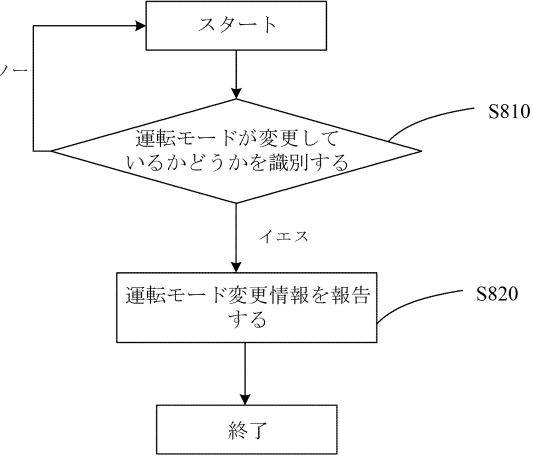 スタート
ノー
運転モードが変更して
いるかどうかを識別する
S810
イエス
運転モード変更情報を報告
する
S820
終了